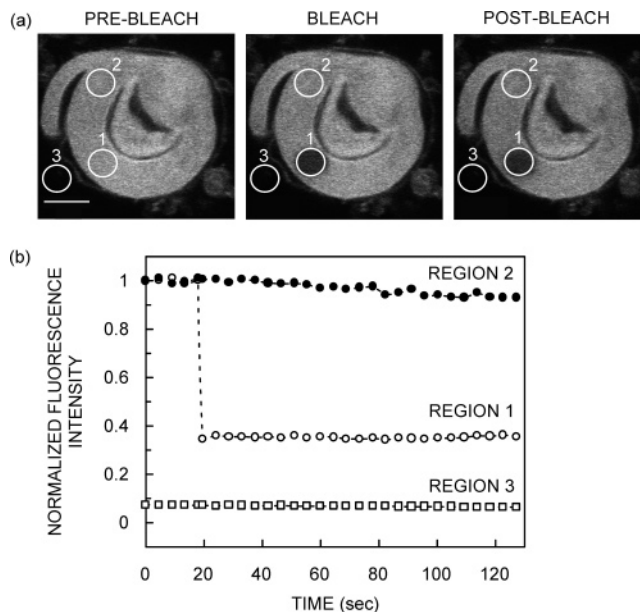 (a)
PRE-BLEACH
BLEACH
POST-BLEACH
2
1
3
2
1
3
2
1
3
(b)
NORMALIZED FLUORESCENCE
INTENSITY
1
0.8
0.6
0.4
0.2
0
REGION 2
REGION 1
REGION 3
0 20 40 60 80 100 120
TIME (sec)